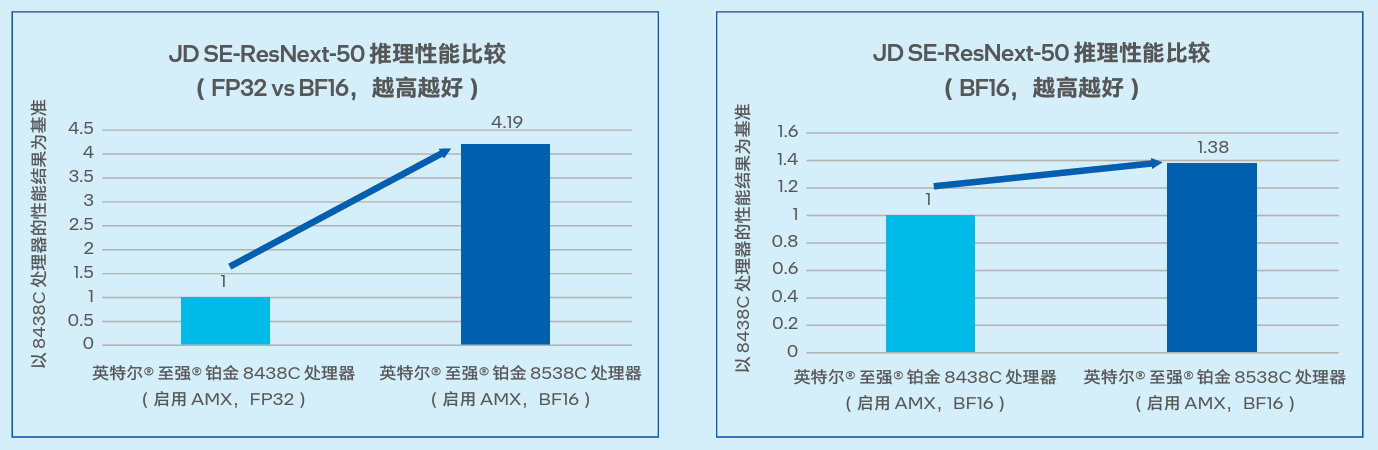 JD SE-ResNext-50 推理性能比较
（ FP32 vs BF16，越高越好 ）
以 8438C 处理器的性能结果为基准
4.5
4
3.5
3
2.5
2
1.5
1
0.5
0
1
4.19
英特尔® 至强® 铂金 8438C 处理器
（ 启用 AMX，FP32 ）
英特尔® 至强® 铂金 8538C 处理器
（ 启用 AMX，BF16 ）
JD SE-ResNext-50 推理性能比较
（ BF16，越高越好 ）
以 8438C 处理器的性能结果为基准
1.6
1.4
1.2
1
0.8
0.6
0.4
0.2
0
1
1.38
英特尔® 至强® 铂金 8438C 处理器
（ 启用 AMX，BF16 ）
英特尔® 至强® 铂金 8538C 处理器
（ 启用 AMX，BF16 ）